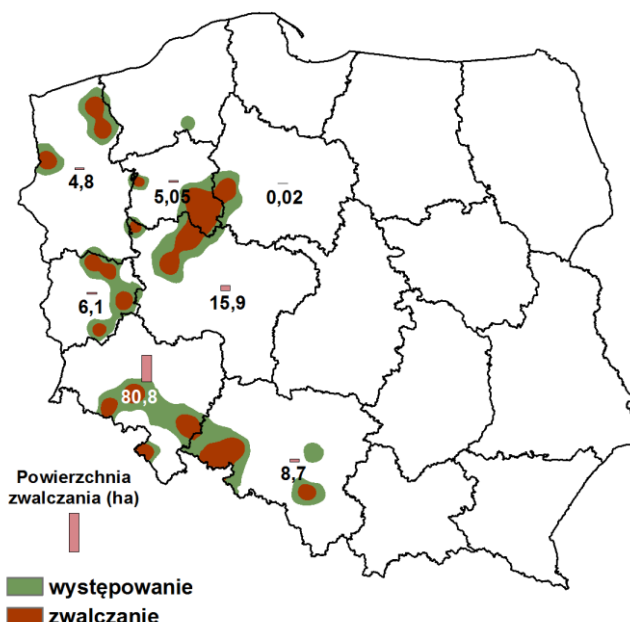 4,8
5,05
0,02
6,1
15,9
80,8
8,7
Powierzchnia
zwalczania (ha)
występowanie
zwalczanie